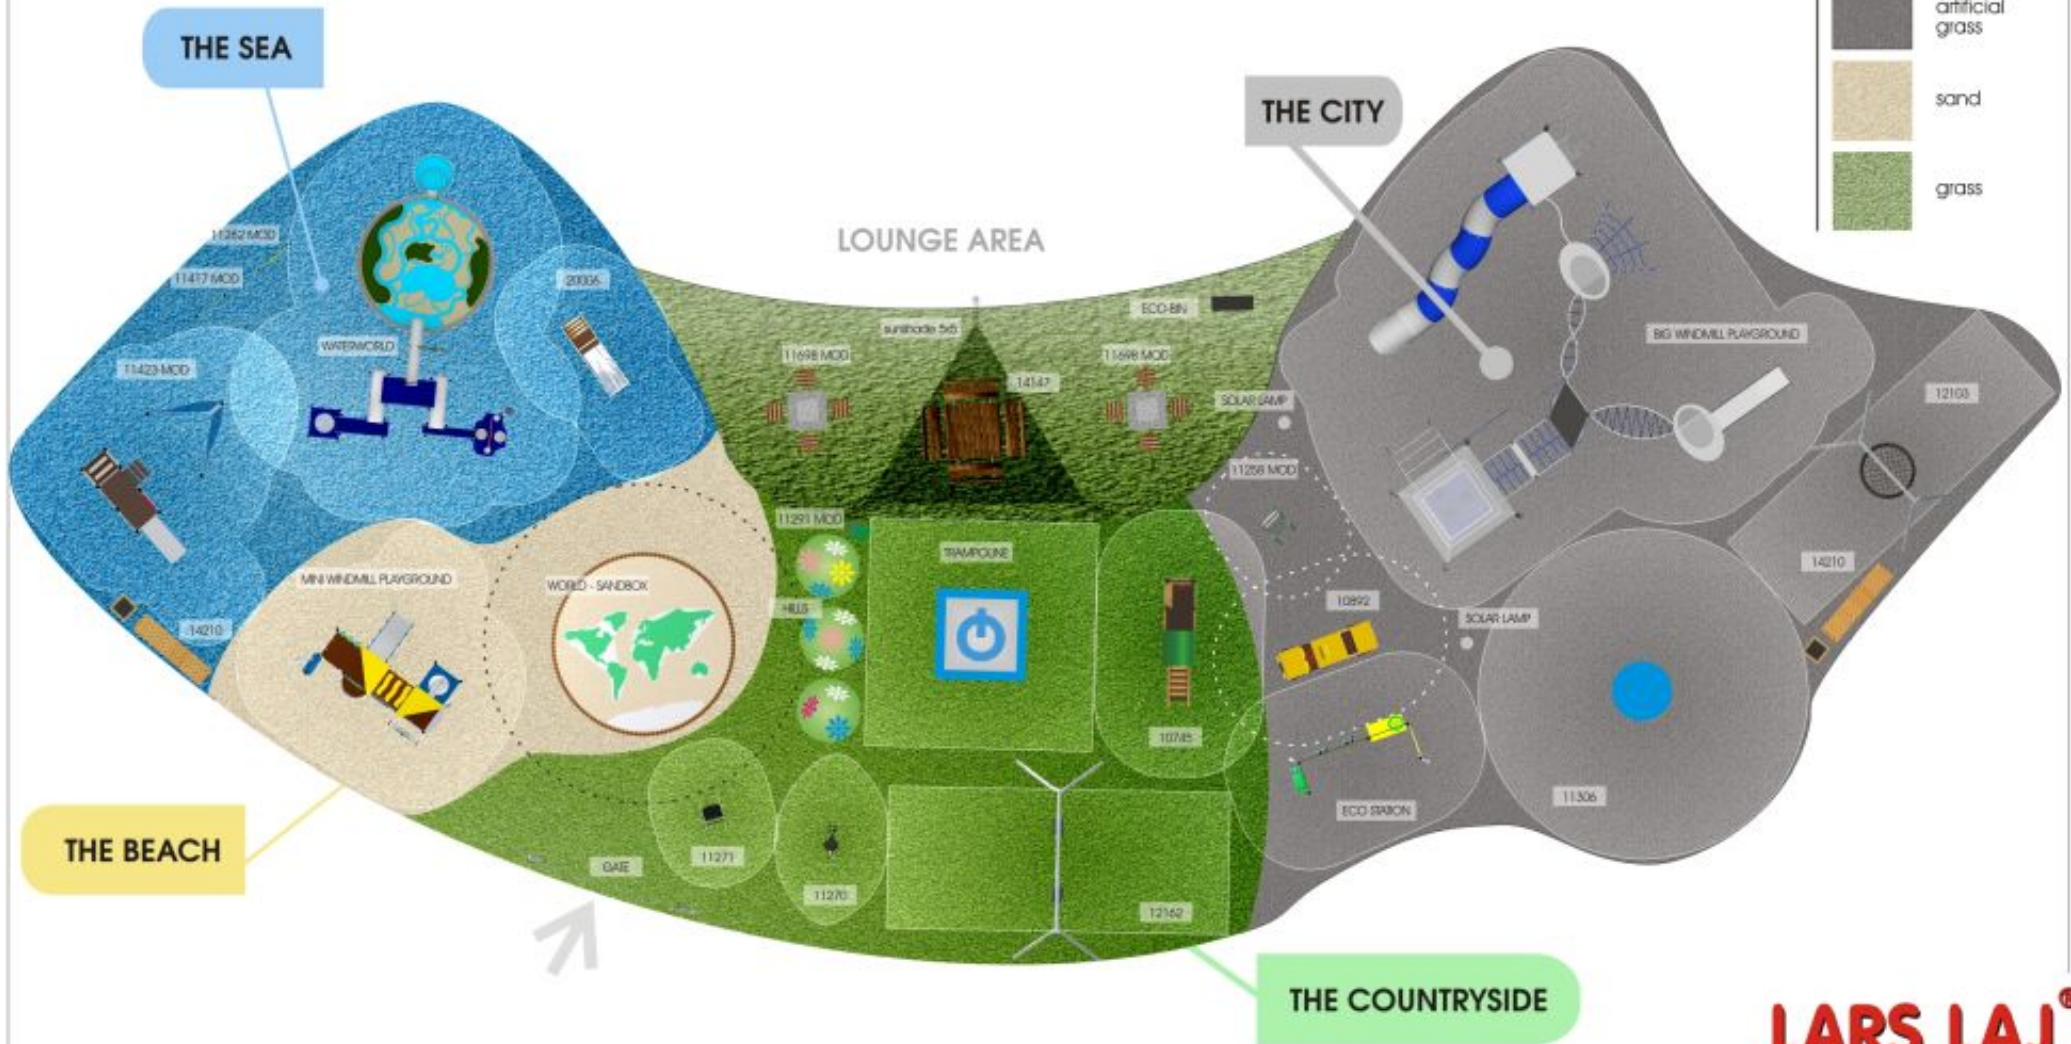 artificial
grass
sand
grass
THE SEA
THE CITY
LOUNGE AREA
11262 MOD
11417 MOD
20006
WATERWORLD
11423-MOD
sunshade 5x5
ECO-BIN
11698 MOD
11698 MOD
14147
SOLAR LAMP
BIG WINDMILL PLAYGROUND
12103
11258 MOD
11291 MOD
TRAMPOLINE
MINI WINDMILL PLAYGROUND
WORLD - SANDBOX
HILLS
10892
SOLAR LAMP
14210
14210
10745
ECO STATION
11306
GATE
11271
11270
12162
THE BEACH
THE COUNTRYSIDE
LARS LAJ®